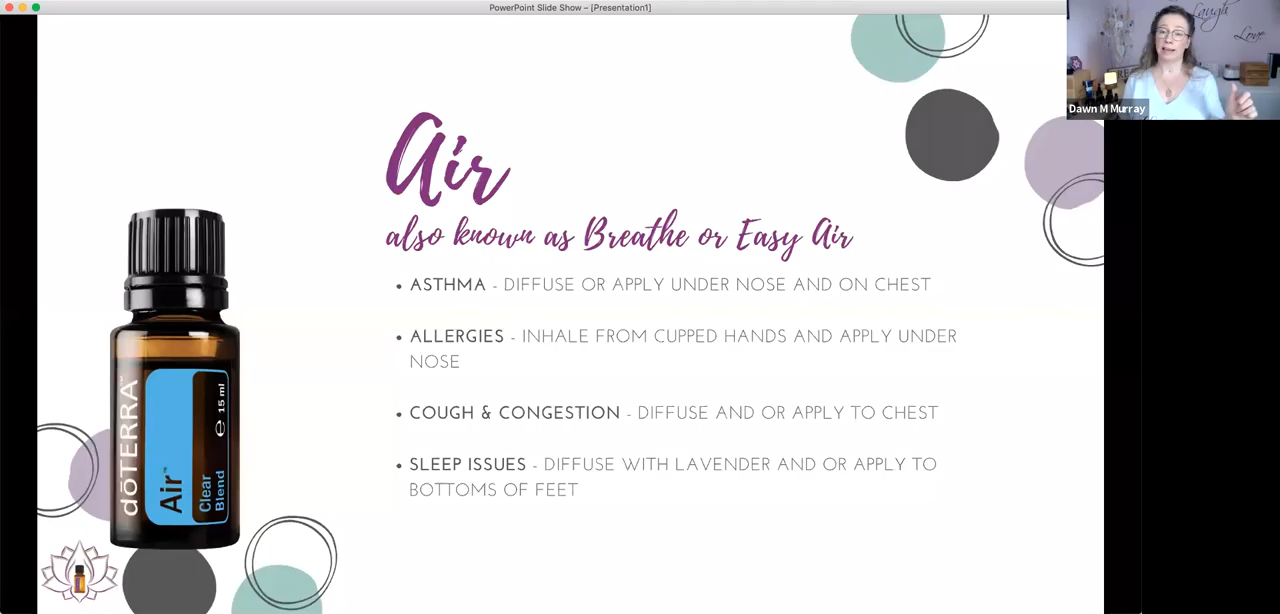 PowerPoint Slide Show – [Presentation1]
Laugh
Love
Dawn M Murray
Air
also known as Breathe or Easy Air
• ASTHMA - DIFFUSE OR APPLY UNDER NOSE AND ON CHEST
• ALLERGIES - INHALE FROM CUPPED HANDS AND APPLY UNDER
NOSE
• COUGH & CONGESTION - DIFFUSE AND OR APPLY TO CHEST
• SLEEP ISSUES - DIFFUSE WITH LAVENDER AND OR APPLY TO
BOTTOMS OF FEET
dōTERRA™
Air™
Clear
Blend
℮ 15 ml